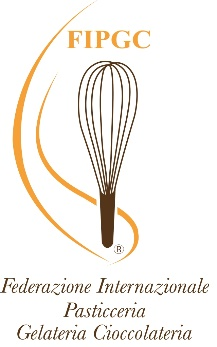 FIPGC
®
Federazione Internazionale
Pasticceria
Gelateria Cioccolateria